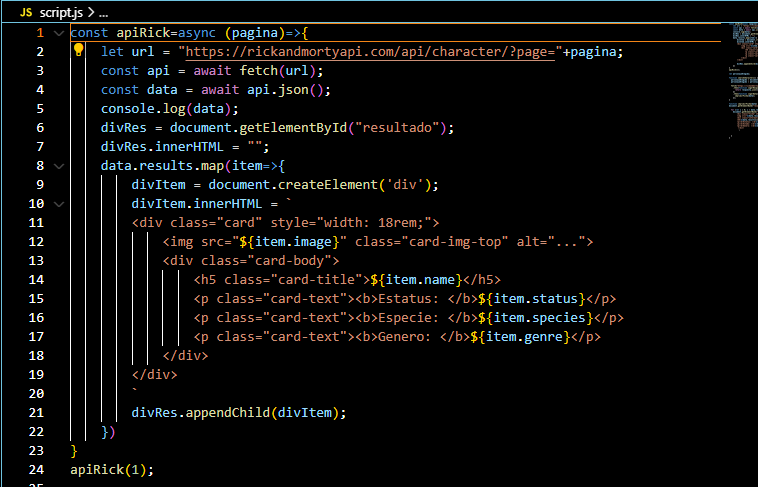 JS script.js > ...
1 const apiRick=async (pagina)=>{
2 let url = "https://rickandmortyapi.com/api/character/?page="+pagina;
3 const api = await fetch(url);
4 const data = await api.json();
5 console.log(data);
6 divRes = document.getElementById("resultado");
7 divRes.innerHTML = "";
8 data.results.map(item=>{
9 divItem = document.createElement('div');
10 divItem.innerHTML = `
11 <div class="card" style="width: 18rem;">
12 <img src="${item.image}" class="card-img-top" alt="...">
13 <div class="card-body">
14 <h5 class="card-title">${item.name}</h5>
15 <p class="card-text"><b>Estatus: </b>${item.status}</p>
16 <p class="card-text"><b>Especie: </b>${item.species}</p>
17 <p class="card-text"><b>Genero: </b>${item.genre}</p>
18 </div>
19 </div>
20 `
21 divRes.appendChild(divItem);
22 })
23 }
24 apiRick(1);